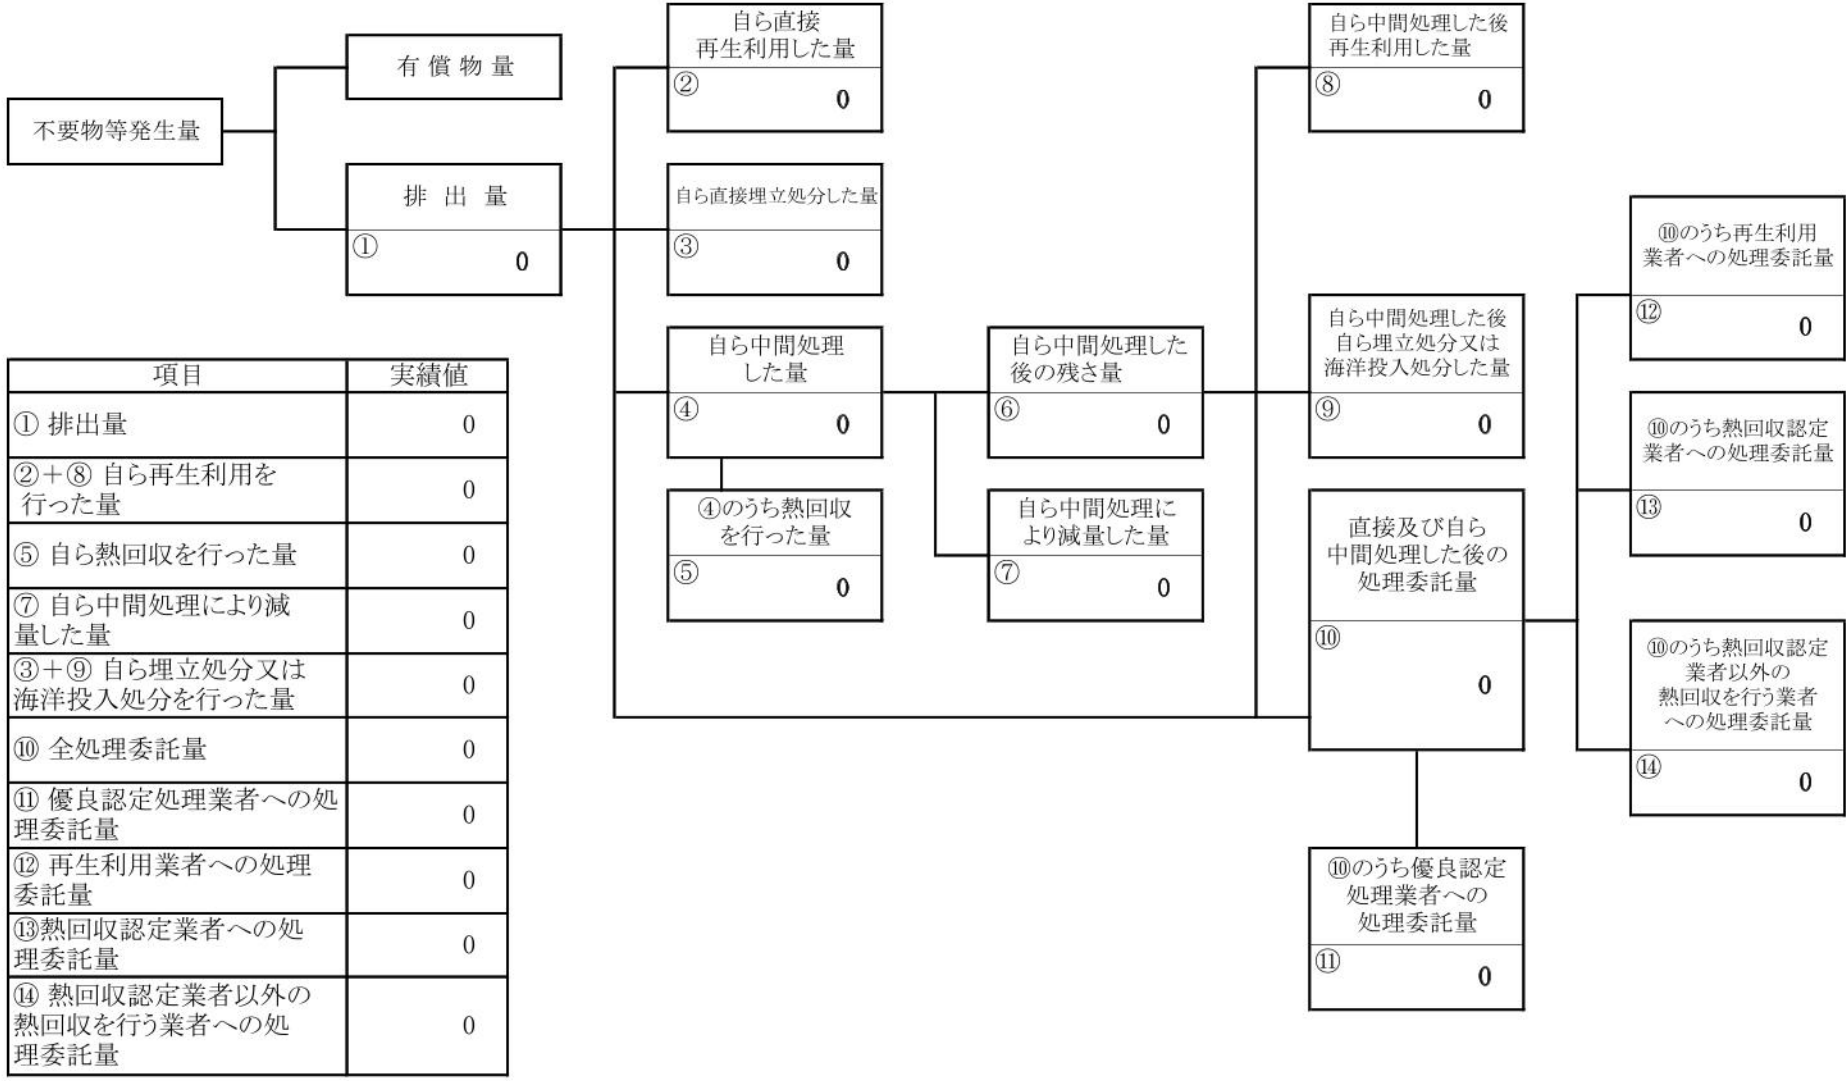 不要物等発生量
有 償 物 量
排 出 量
①
0
自ら直接
再生利用した量
②
0
自ら直接埋立処分した量
③
0
自ら中間処理
した量
④
0
④のうち熱回収
を行った量
⑤
0
自ら中間処理した
後の残さ量
⑥
0
自ら中間処理に
より減量した量
⑦
0
自ら中間処理した後
再生利用した量
⑧
0
自ら中間処理した後
自ら埋立処分又は
海洋投入処分した量
⑨
0
直接及び自ら
中間処理した後の
処理委託量
⑩
0
⑩のうち優良認定
処理業者への
処理委託量
⑪
0
⑩のうち再生利用
業者への処理委託量
⑫
0
⑩のうち熱回収認定
業者への処理委託量
⑬
0
⑩のうち熱回収認定
業者以外の
熱回収を行う業者
への処理委託量
⑭
0
項目 実績値
① 排出量 0
②+⑧ 自ら再生利用を
行った量 0
⑤ 自ら熱回収を行った量 0
⑦ 自ら中間処理により減
量した量 0
③+⑨ 自ら埋立処分又は
海洋投入処分を行った量 0
⑩ 全処理委託量 0
⑪ 優良認定処理業者への処
理委託量 0
⑫ 再生利用業者への処理
委託量 0
⑬熱回収認定業者への処
理委託量 0
⑭ 熱回収認定業者以外の
熱回収を行う業者への処 0
理委託量